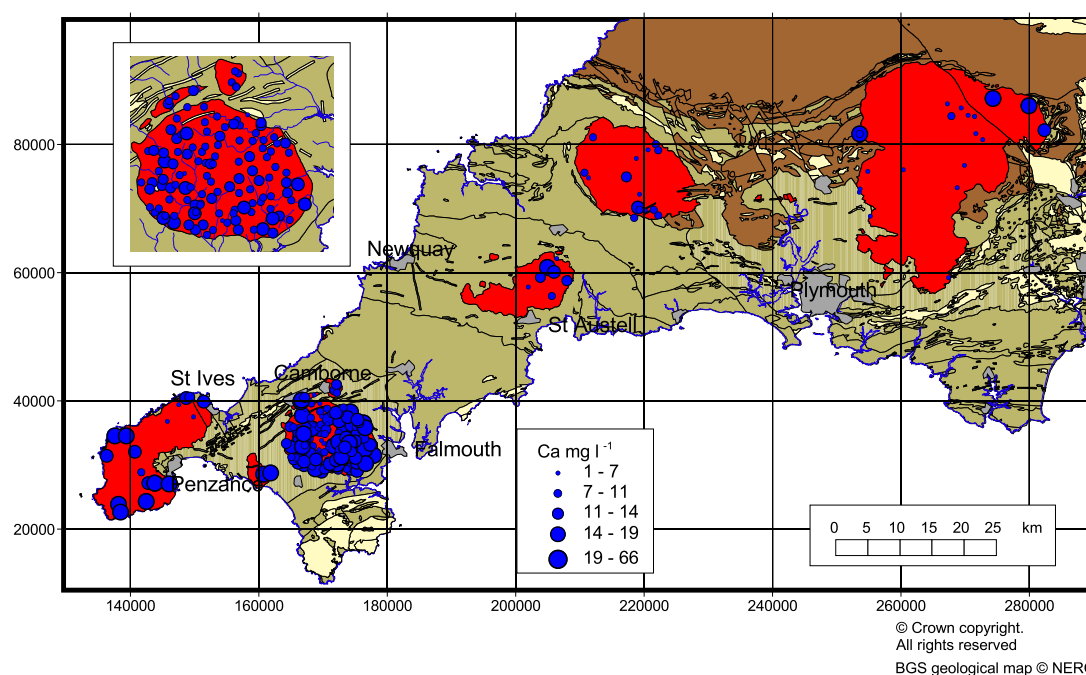 80000
60000
40000
20000
Newquay
Plymouth
St Austell
St Ives
Camborne
Falmouth
Penzance
Ca mg l -1
1 - 7
7 - 11
11 - 14
14 - 19
19 - 66
0 5 10 15 20 25 km
140000 160000 180000 200000 220000 240000 260000 280000
© Crown copyright.
All rights reserved
BGS geological map © NERC